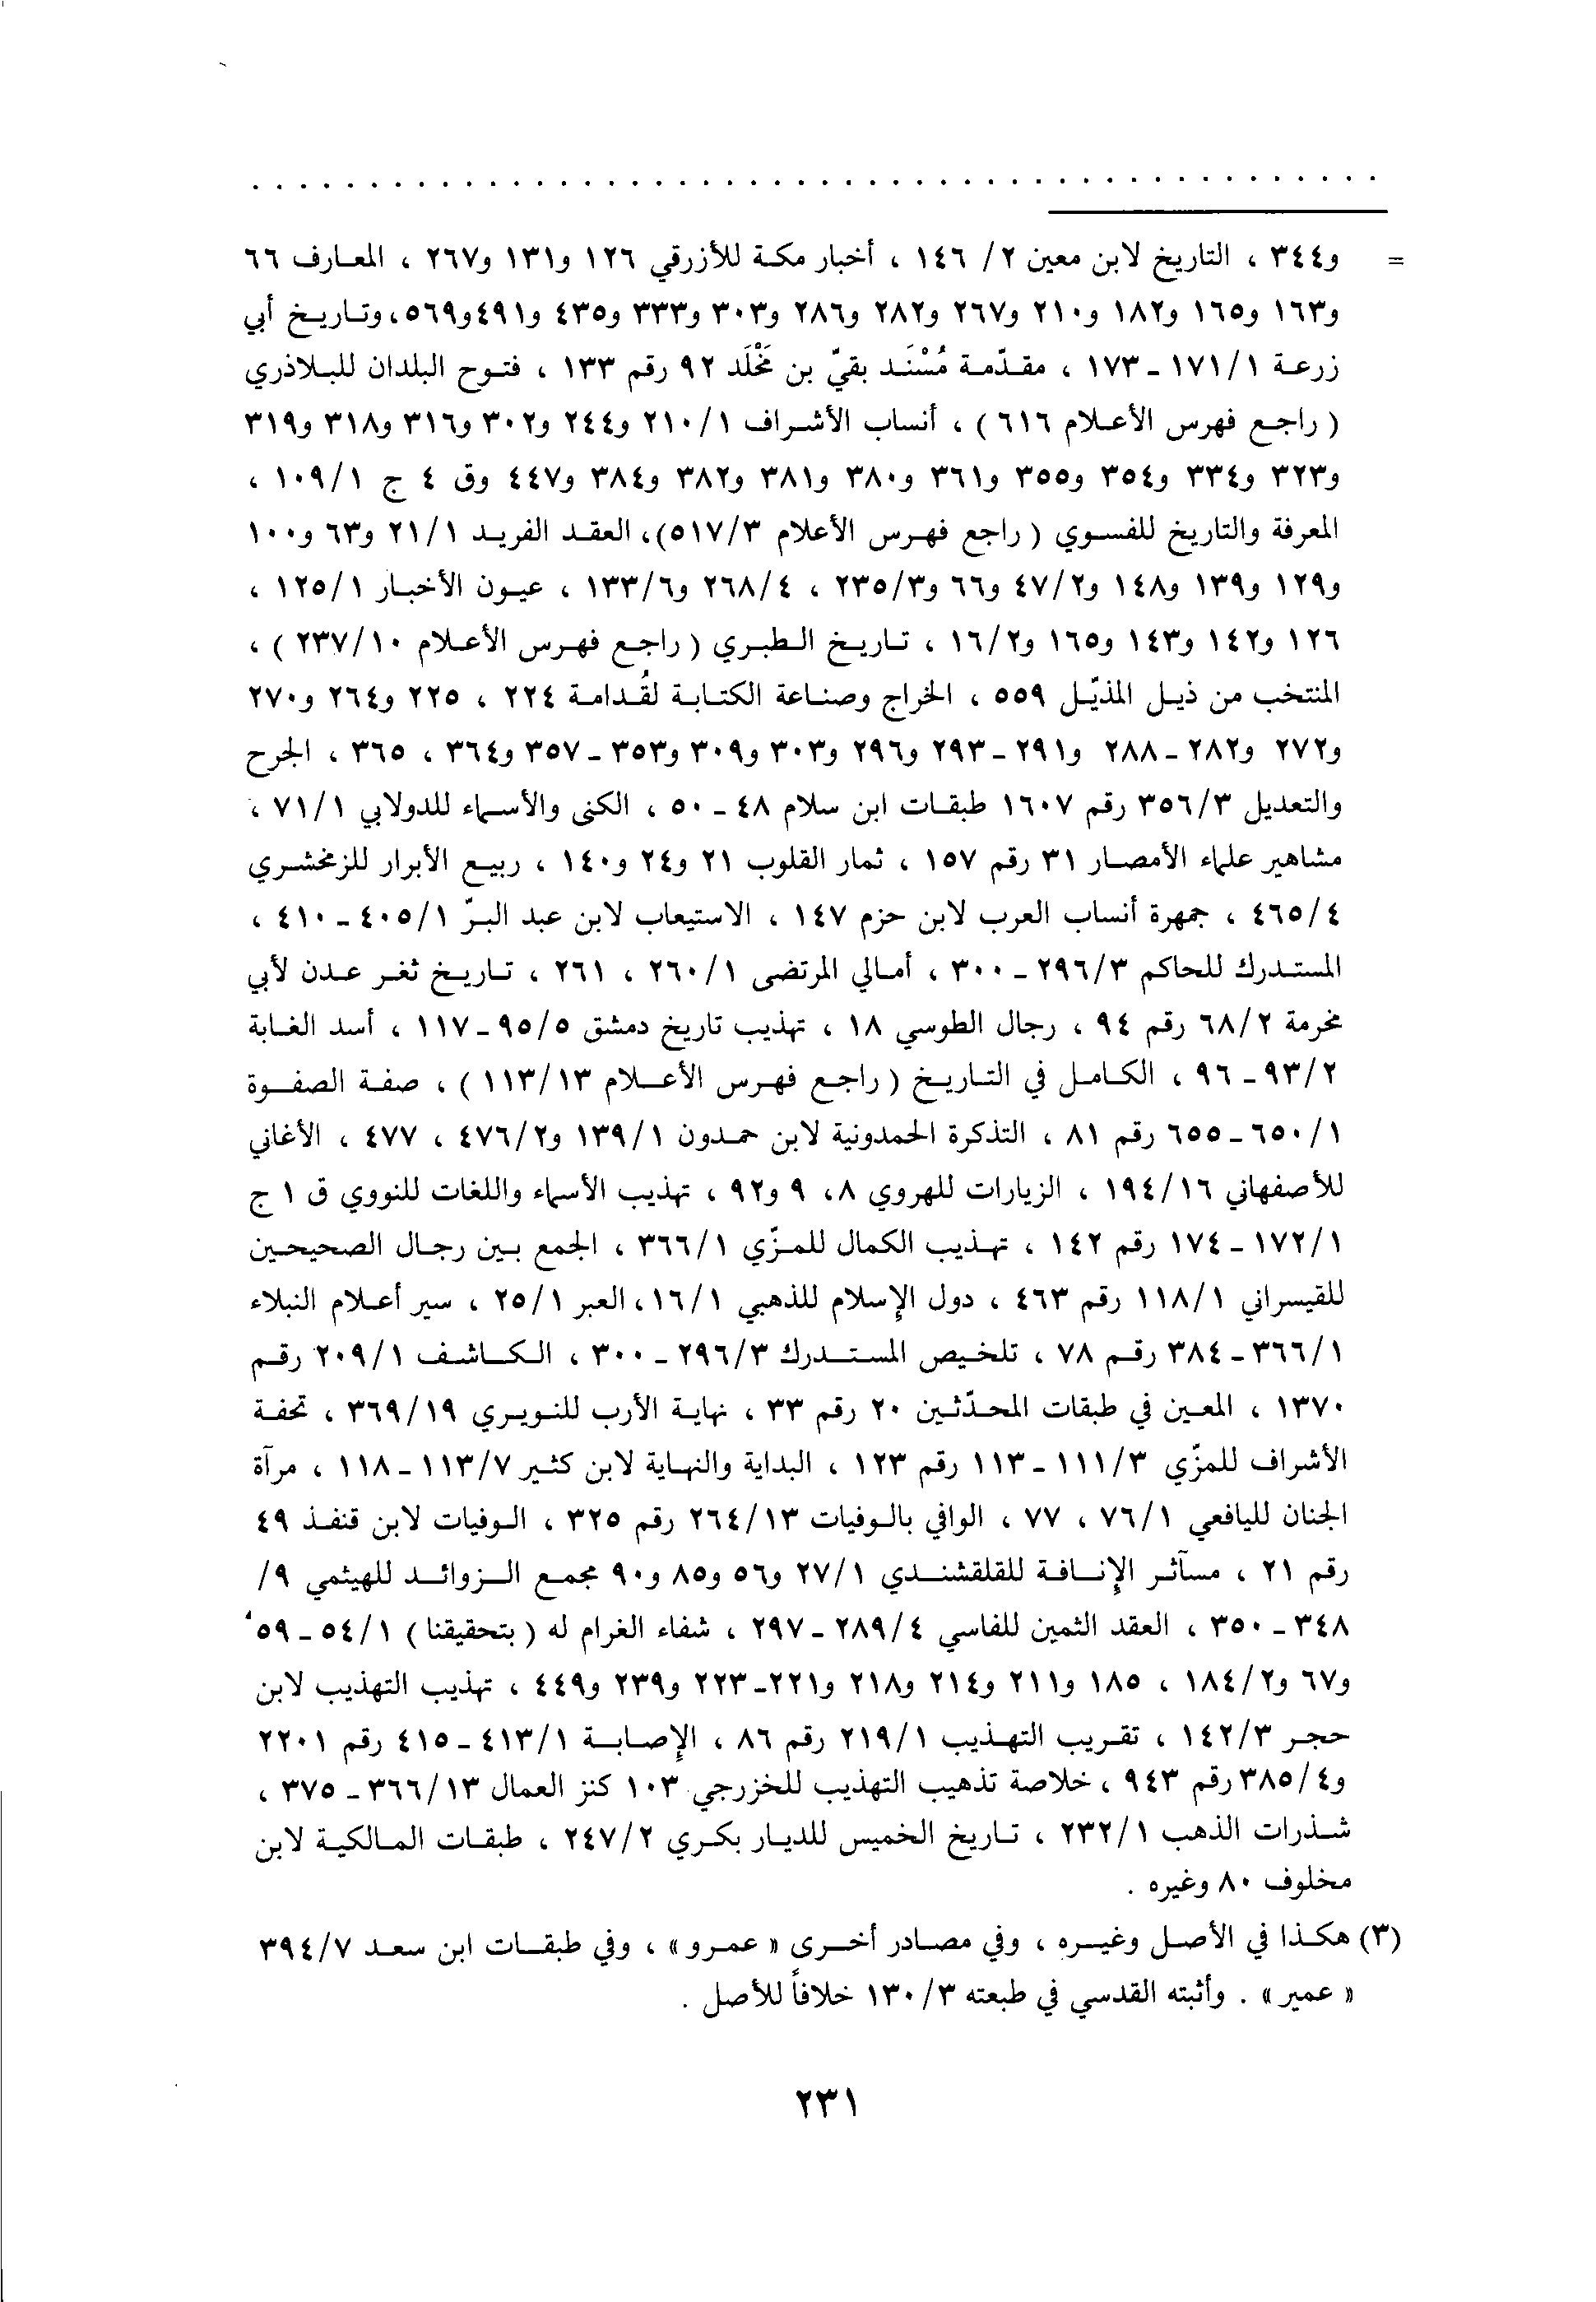 = و٣٤٤ ، التاريخ لابن معين ٢/ ١٤٦ ، أخبار مكة للأزرقي ١٢٦ و١٣١ و٢٦٧ ، المعارف ٦٦
و١٦٣ و١٦٥ و١٨٢ و٢١٠ و٢٦٧ و٢٨٢ و٢٨٦ و٣٠٣ و٣٣٣ و٤٣٥ و٤٩١ و٥٦٩، وتاريخ أبي
زرعة ١/١٧١ - ١٧٣ ، مقدّمة مُسْنَد بقيّ بن مَخْلَد ٩٢ رقم ١٣٣ ، فتوح البلدان للبلاذري
( راجع فهرس الأعلام ٦١٦ ) ، أنساب الأشراف ١/٢١٠ و٢٤٤ و٣٠٢ و٣١٦ و٣١٨ و٣١٩
و٣٢٣ و٣٣٤ و٣٥٤ و٣٥٥ و٣٦١ و٣٨٠ و٣٨١ و٣٨٢ و٣٨٤ و٤٤٧ وق ٤ ج ١/١٠٩ ،
المعرفة والتاريخ للفسوي ( راجع فهرس الأعلام ٣/٥١٧)، العقد الفريد ١/٢١ و٦٣ و١٠٠
و١٢٩ و١٣٩ و١٤٨ و٢/٤٧ و٦٦ و٣/٢٣٥ ، ٤/٢٦٨ و٦/١٣٣ ، عيون الأخبار ١/١٢٥ ،
١٢٦ و١٤٢ و١٤٣ و١٦٥ و٢/١٦ ، تاريخ الطبري ( راجع فهرس الأعلام ١٠/٢٣٧ ) ،
المنتخب من ذيل المذيّل ٥٥٩ ، الخراج وصناعة الكتابة لقُدامة ٢٢٤ ، ٢٢٥ و٢٦٤ و٢٧٠
و٢٧٢ و٢٨٢ - ٢٨٨ و٢٩١ - ٢٩٣ و٢٩٦ و٣٠٣ و٣٠٩ و٣٥٣ - ٣٥٧ و٣٦٤ ، ٣٦٥ ، الجرح
والتعديل ٣/٣٥٦ رقم ١٦٠٧ طبقات ابن سلام ٤٨ - ٥٠ ، الكنى والأسماء للدولابي ١/٧١ ،
مشاهير علماء الأمصار ٣١ رقم ١٥٧ ، ثمار القلوب ٢١ و٢٤ و١٤٠ ، ربيع الأبرار للزمخشري
٤/٤٦٥ ، جمهرة أنساب العرب لابن حزم ١٤٧ ، الاستيعاب لابن عبد البرّ ١/٤٠٥ - ٤١٠ ،
المستدرك للحاكم ٣/٢٩٦ - ٣٠٠ ، أمالي المرتضى ١/٢٦٠ ، ٢٦١ ، تاريخ ثغر عدن لأبي
مخرمة ٢/٦٨ رقم ٩٤ ، رجال الطوسي ١٨ ، تهذيب تاريخ دمشق ٥/٩٥ - ١١٧ ، أسد الغابة
٢/٩٣ - ٩٦ ، الكامل في التاريخ ( راجع فهرس الأعلام ١٣/١١٣ ) ، صفة الصفوة
١/٦٥٠ - ٦٥٥ رقم ٨١ ، التذكرة الحمدونية لابن حمدون ١/١٣٩ و٢/٤٧٦ ، ٤٧٧ ، الأغاني
للأصفهاني ١٦/١٩٤ ، الزيارات للهروي ٨، ٩ و٩٢ ، تهذيب الأسماء واللغات للنووي ق ١ ج
١/١٧٢ - ١٧٤ رقم ١٤٢ ، تهذيب الكمال للمزّي ١/٣٦٦ ، الجمع بين رجال الصحيحين
للقيسراني ١/١١٨ رقم ٤٦٣ ، دول الإسلام للذهبي ١/١٦، العبر ١/٢٥ ، سير أعلام النبلاء
١/٣٦٦ - ٣٨٤ رقم ٧٨ ، تلخيص المستدرك ٣/٢٩٦ - ٣٠٠ ، الكاشف ١/٢٠٩ رقم
١٣٧٠ ، المعين في طبقات المحدّثين ٢٠ رقم ٣٣ ، نهاية الأرب للنويري ١٩/٣٦٩ ، تحفة
الأشراف للمزّي ٣/١١١ - ١١٣ رقم ١٢٣ ، البداية والنهاية لابن كثير ٧/١١٣ - ١١٨ ، مرآة
الجنان لليافعي ١/٧٦ ، ٧٧ ، الوافي بالوفيات ١٣/٢٦٤ رقم ٣٢٥ ، الوفيات لابن قنفذ ٤٩
رقم ٢١ ، مسآثر الإنافة للقلقشندي ١/٢٧ و٥٦ و٨٥ و٩٠ مجمع الزوائد للهيثمي ٩/
٣٤٨ - ٣٥٠ ، العقد الثمين للفاسي ٤/٢٨٩ - ٢٩٧ ، شفاء الغرام له ( بتحقيقنا ) ١/٥٤ - ٥٩
و٦٧ و٢/١٨٤ ، ١٨٥ و٢١١ و٢١٤ و٢١٨ و٢٢١ - ٢٢٣ و٢٣٩ و٤٤٩ ، تهذيب التهذيب لابن
حجر ٣/١٤٢ ، تقريب التهذيب ١/٢١٩ رقم ٨٦ ، الإصابة ١/٤١٣ - ٤١٥ رقم ٢٢٠١
و٤/٣٨٥ رقم ٩٤٣ ، خلاصة تذهيب التهذيب للخزرجي ١٠٣ كنز العمال ١٣/٣٦٦ - ٣٧٥ ،
شذرات الذهب ١/٢٣٢ ، تاريخ الخميس للديار بكري ٢/٢٤٧ ، طبقات المالكية لابن
مخلوف ٨٠ وغيره .
(٣) هكذا في الأصل وغيره ، وفي مصادر أخرى « عمرو» ، وفي طبقات ابن سعد ٧/٣٩٤
« عمير» . وأثبته القدسي في طبعته ٣/١٣٠ خلافاً للأصل .
٢٣١